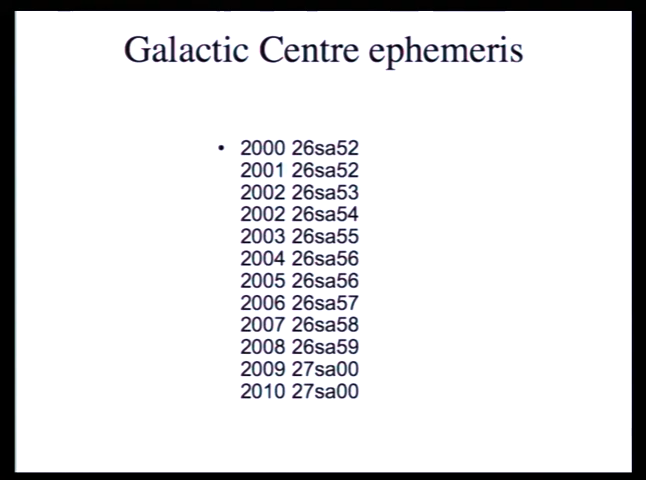 Galactic Centre ephemeris
• 2000 26sa52
2001 26sa52
2002 26sa53
2002 26sa54
2003 26sa55
2004 26sa56
2005 26sa56
2006 26sa57
2007 26sa58
2008 26sa59
2009 27sa00
2010 27sa00